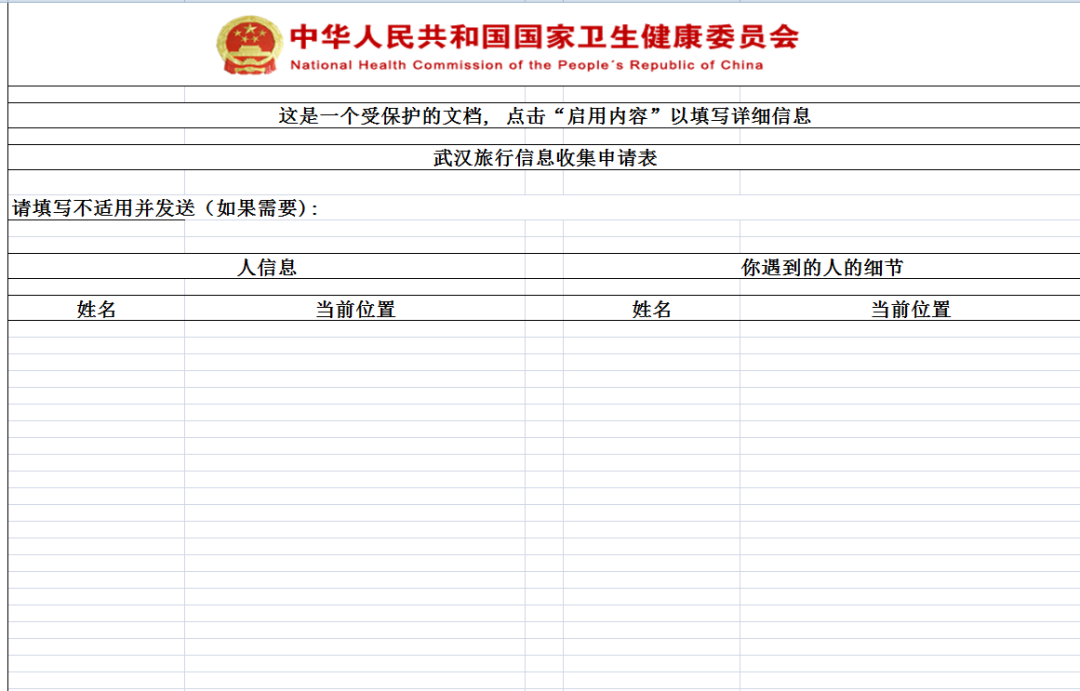 中华人民共和国国家卫生健康委员会
National Health Commission of the People's Republic of China
这是一个受保护的文档, 点击“启用内容”以填写详细信息
武汉旅行信息收集申请表
请填写不适用并发送（如果需要）:
人信息 你遇到的人的细节
姓名 当前位置 姓名 当前位置